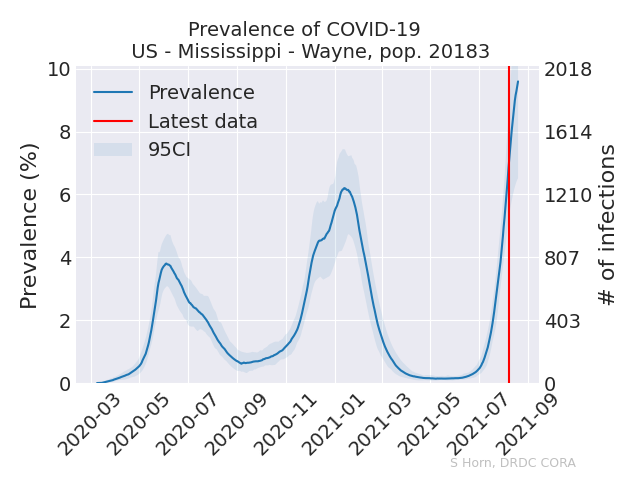 Prevalence of COVID-19
US - Mississippi - Wayne, pop. 20183
Prevalence (%)
10
8
6
4
2
0
Prevalence
Latest data
95CI
2018
1614
1210
807
403
0
# of infections
2020-03
2020-05
2020-07
2020-09
2020-11
2021-01
2021-03
2021-05
2021-07
2021-09
S Horn, DRDC CORA